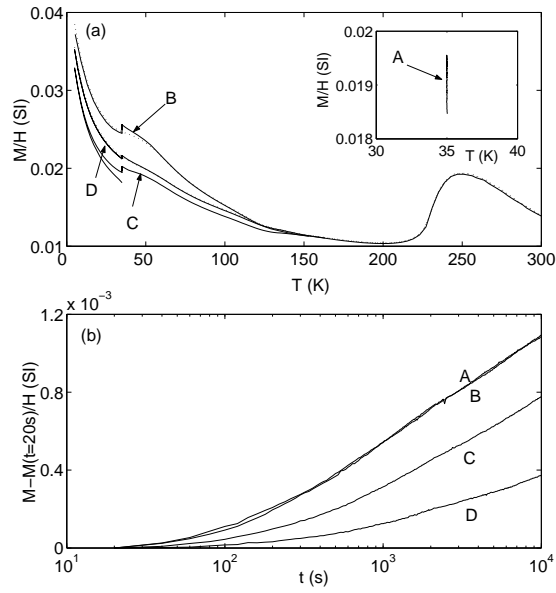 (a)
0.04
0.03
0.02
0.01
M/H (SI)
0 50 100 150 200 250 300
T (K)
B
D
C
0.02
0.019
0.018
M/H (SI)
A
30 35 40
T (K)
x 10⁻³
(b)
1.2
0.8
0.4
0
M−M(t=20s)/H (SI)
A
B
C
D
10¹ 10² 10³ 10⁴
t (s)